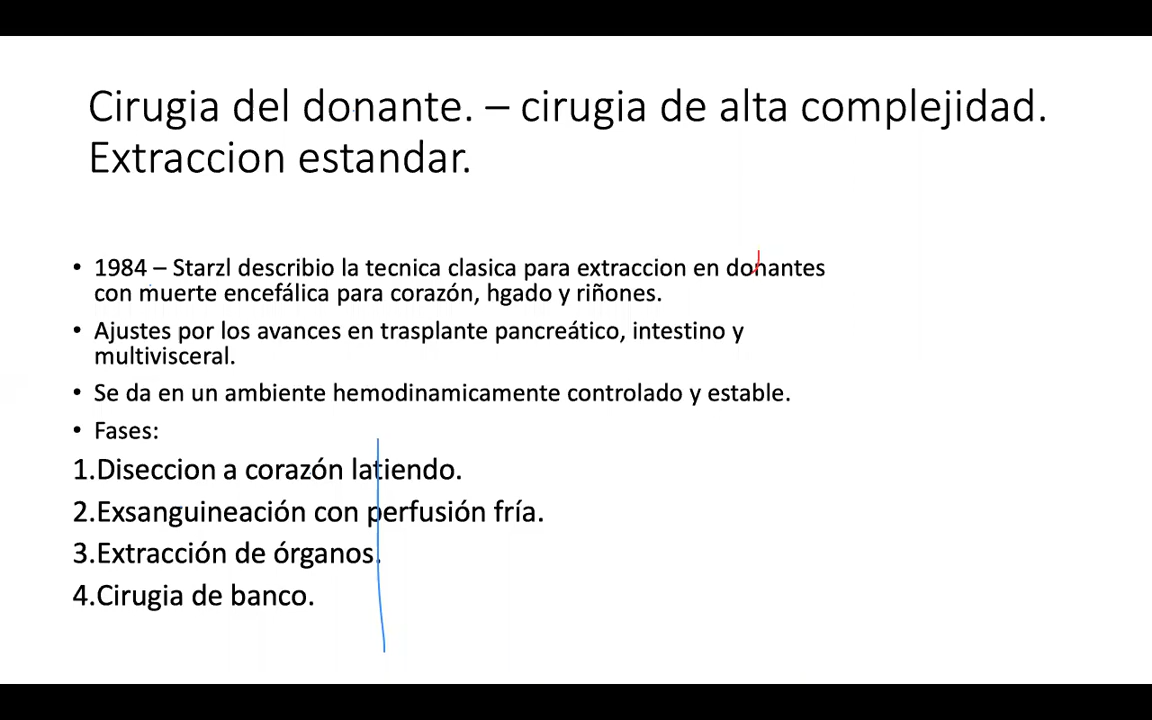 Cirugia del donante. – cirugia de alta complejidad.
Extraccion estandar.
• 1984 – Starzl describio la tecnica clasica para extraccion en donantes
con muerte encefálica para corazón, hgado y riñones.
• Ajustes por los avances en trasplante pancreático, intestino y
multivisceral.
• Se da en un ambiente hemodinamicamente controlado y estable.
• Fases:
1.Diseccion a corazón latiendo.
2.Exsanguineación con perfusión fría.
3.Extracción de órganos.
4.Cirugia de banco.